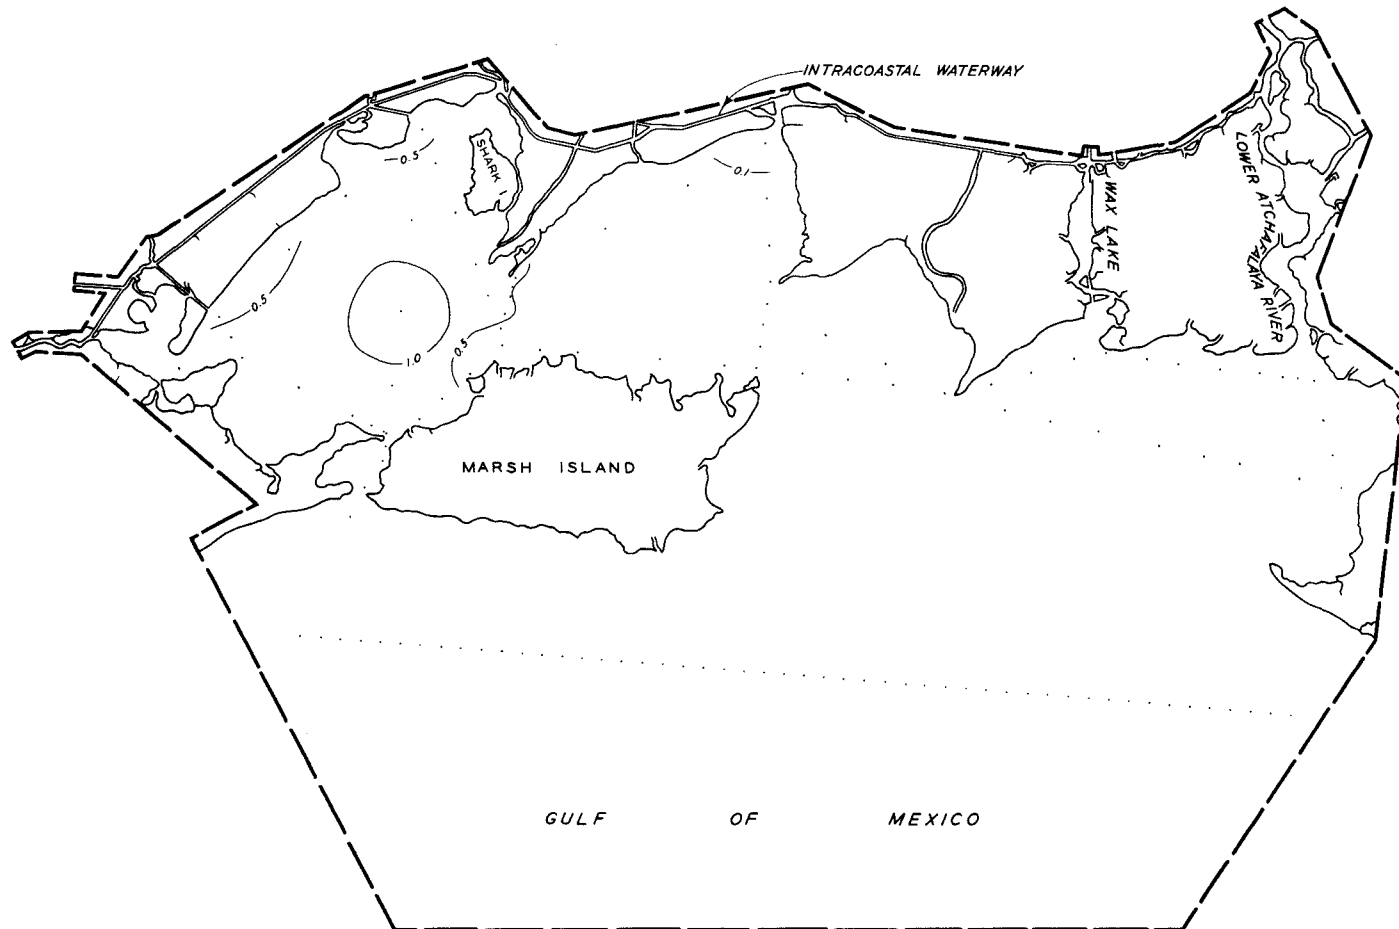 INTRACOASTAL WATERWAY
0.5
SHARK I
0.1
LOWER ATCHAFALAYA RIVER
WAX LAKE
0.5
0.5
1.0
MARSH ISLAND
GULF OF MEXICO